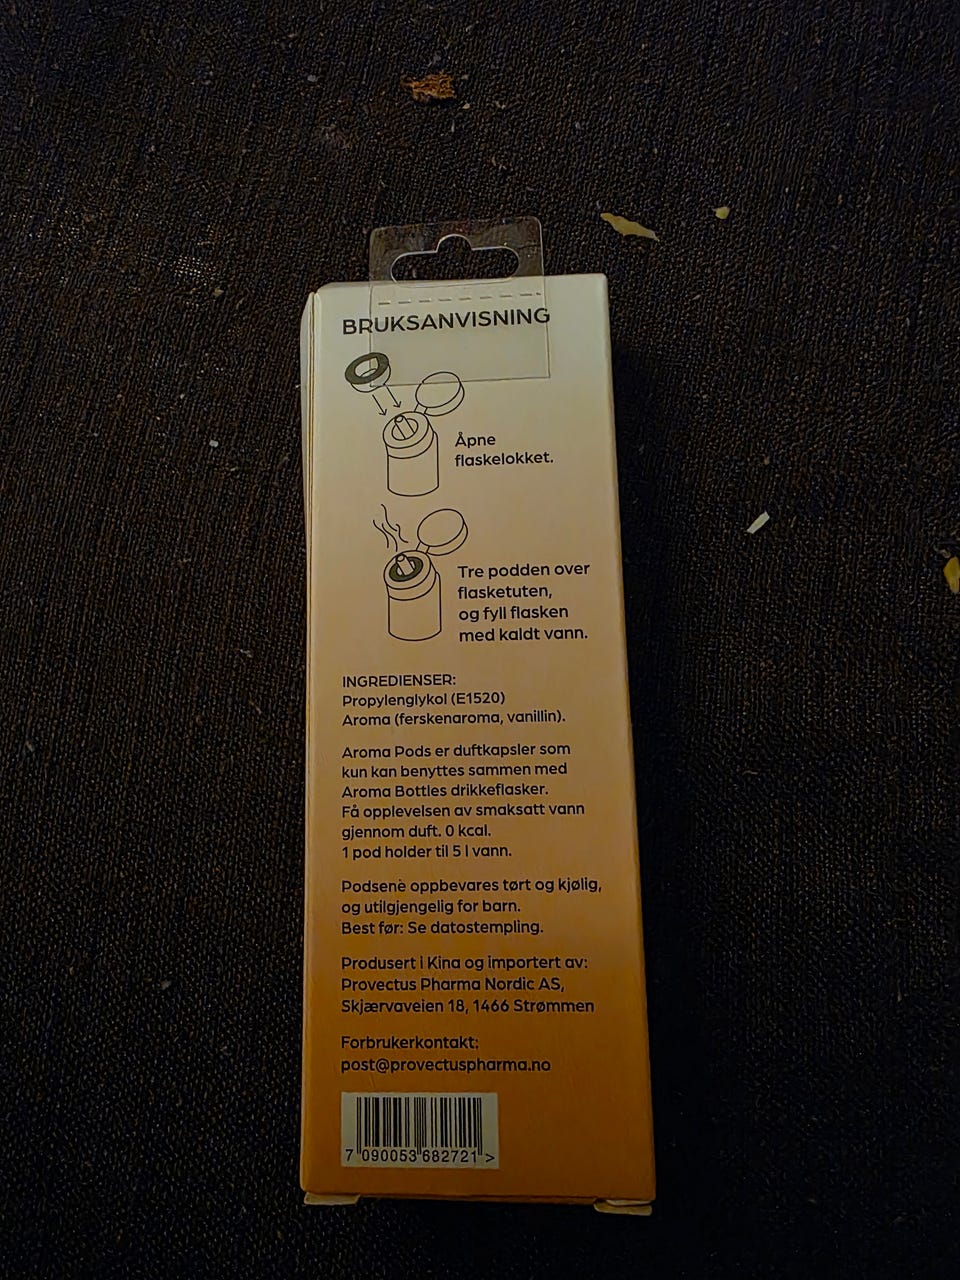 BRUKSANVISNING
Åpne
flaskelokket.
Tre podden over
flasketuten,
og fyll flasken
med kaldt vann.
INGREDIENSER:
Propylenglykol (E1520)
Aroma (ferskenaroma, vanillin).
Aroma Pods er duftkapsler som
kun kan benyttes sammen med
Aroma Bottles drikkeflasker.
Få opplevelsen av smaksatt vann
gjennom duft. 0 kcal.
1 pod holder til 5 l vann.
Podsene oppbevares tørt og kjølig,
og utilgjengelig for barn.
Best før: Se datostempling.
Produsert i Kina og importert av:
Provectus Pharma Nordic AS,
Skjærvaveien 18, 1466 Strømmen
Forbrukerkontakt:
post@provectuspharma.no
7 090053 682721 >